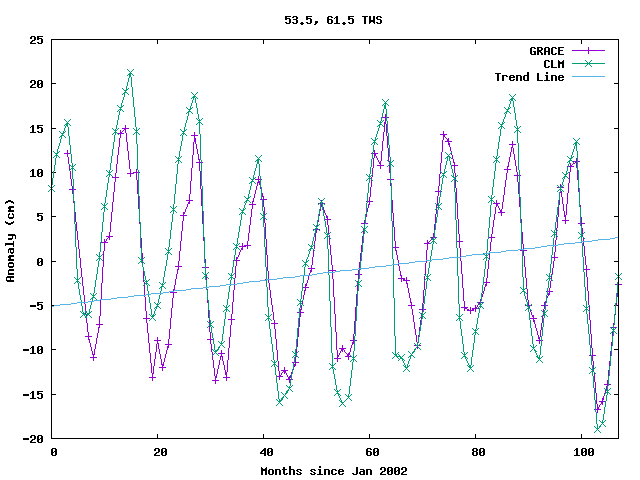 53.5, 61.5 TWS
GRACE
CLM
Trend Line
Anomaly (cm)
25
20
15
10
5
0
-5
-10
-15
-20
0 20 40 60 80 100
Months since Jan 2002